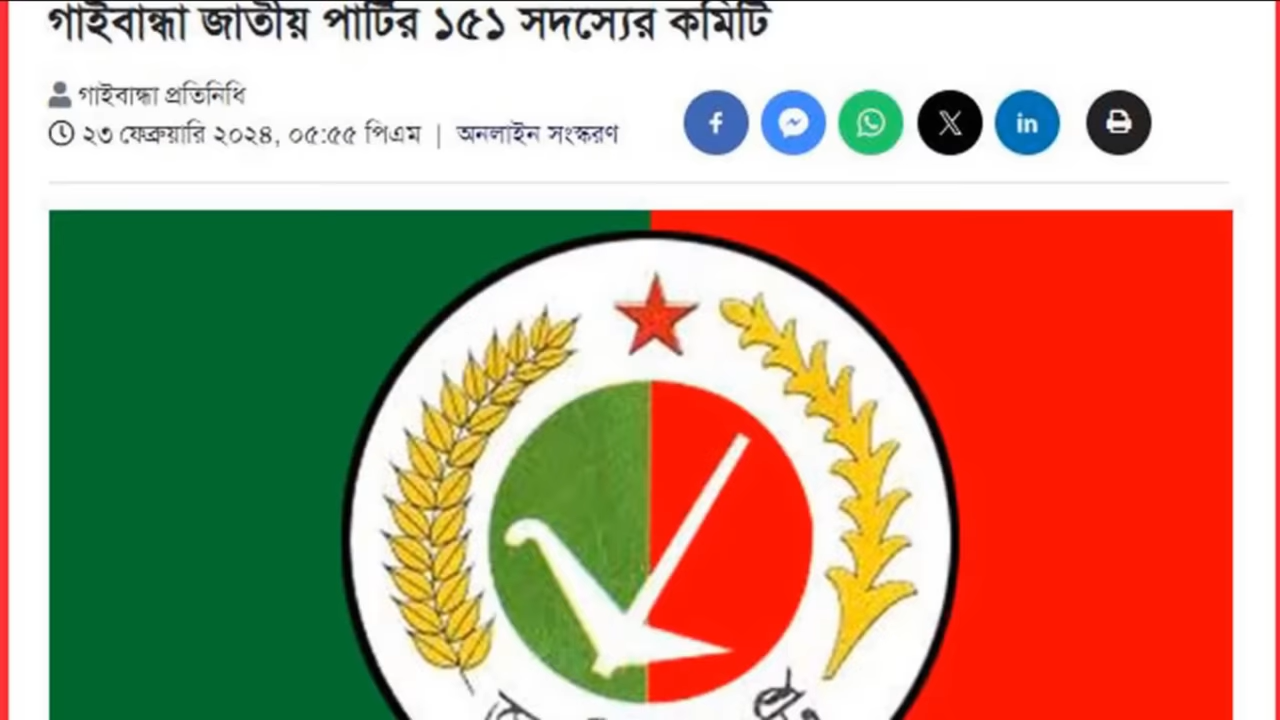 গাইবান্ধা জাতীয় পার্টির ১৫১ সদস্যের কমিটি
গাইবান্ধা প্রতিনিধি
২৩ ফেব্রুয়ারি ২০২৪, ০৫:৫৫ পিএম | অনলাইন সংস্করণ